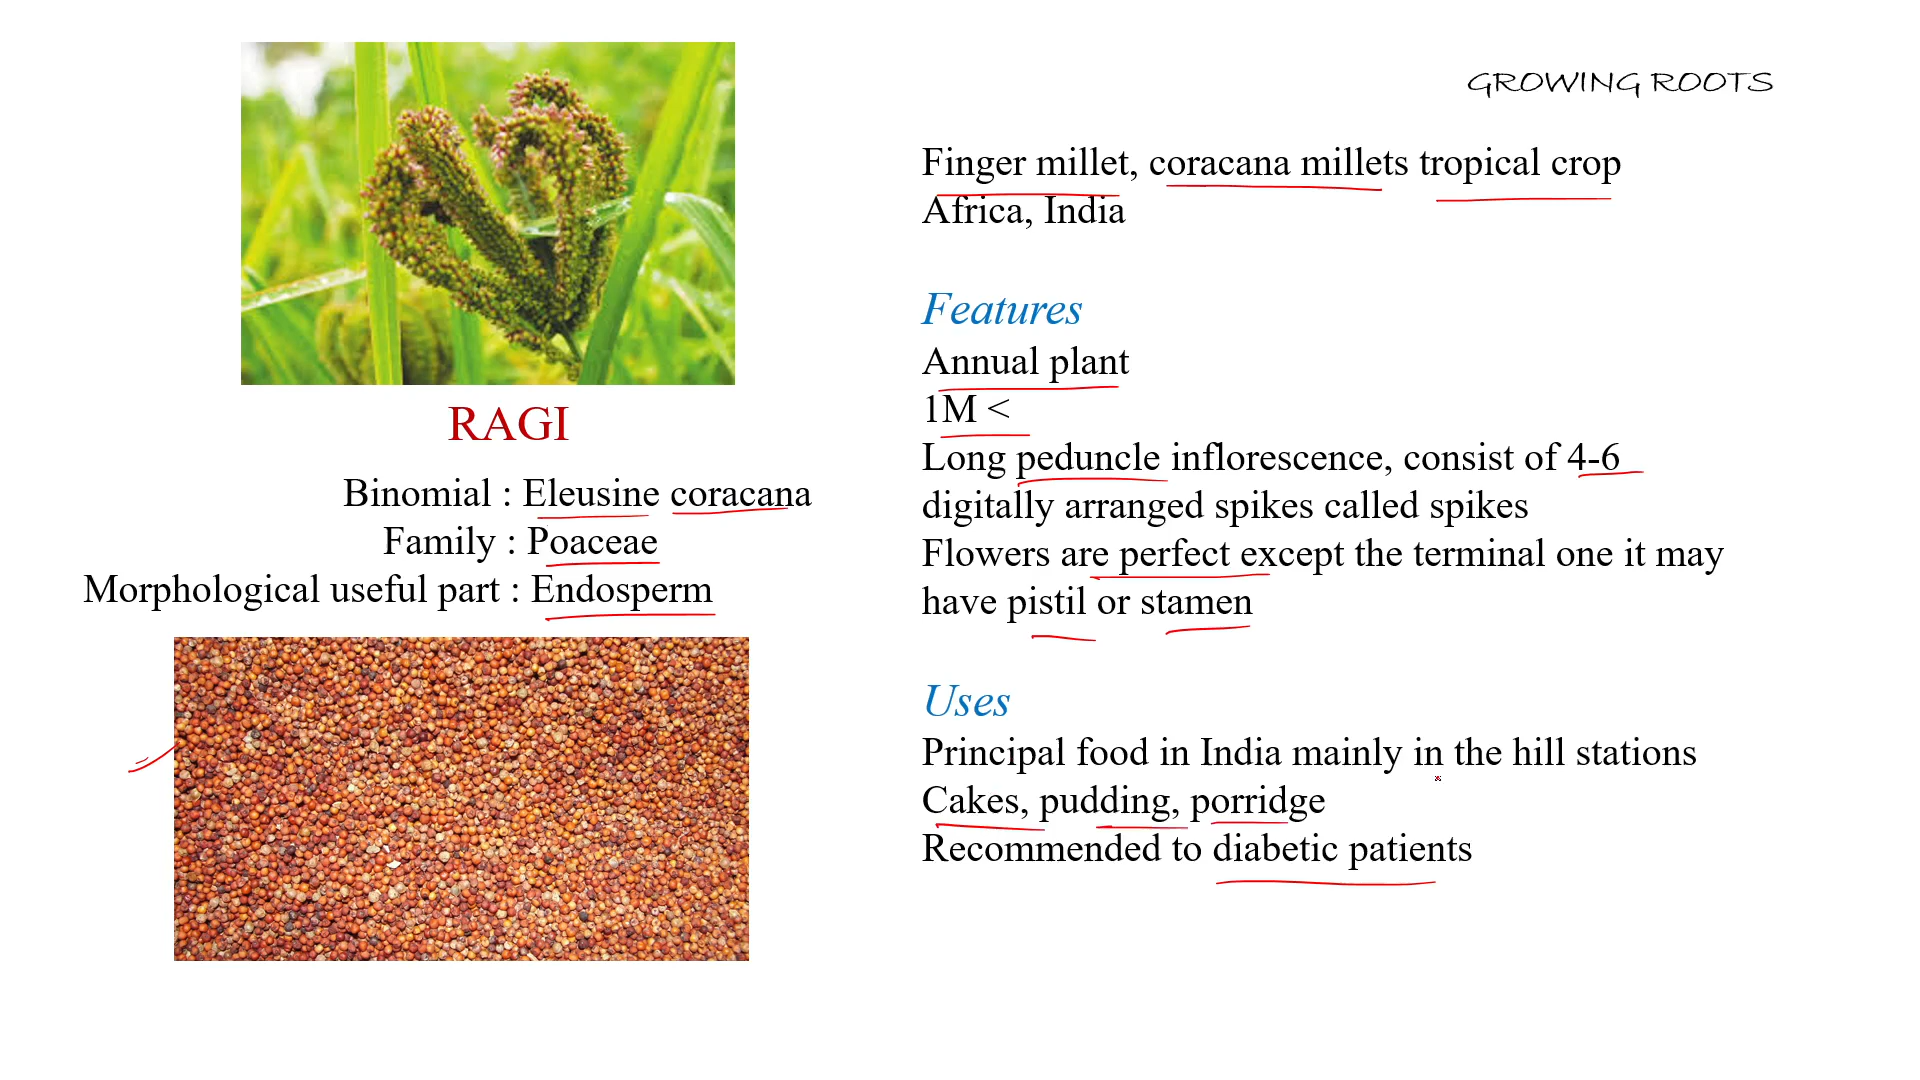 GROWING ROOTS
RAGI
Binomial : Eleusine coracana
Family : Poaceae
Morphological useful part : Endosperm
Finger millet, coracana millets tropical crop
Africa, India
Features
Annual plant
1M <
Long peduncle inflorescence, consist of 4-6
digitally arranged spikes called spikes
Flowers are perfect except the terminal one it may
have pistil or stamen
Uses
Principal food in India mainly in the hill stations
Cakes, pudding, porridge
Recommended to diabetic patients